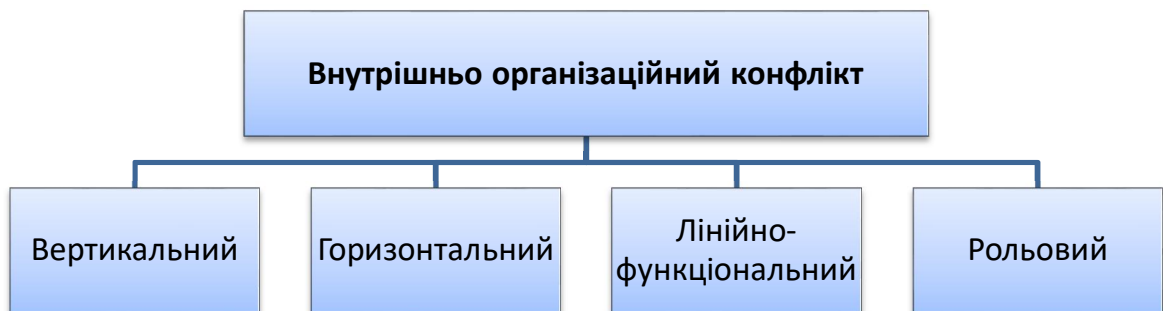 Внутрішньо організаційний конфлікт
Вертикальний
Горизонтальний
Лінійно-
функціональний
Рольовий